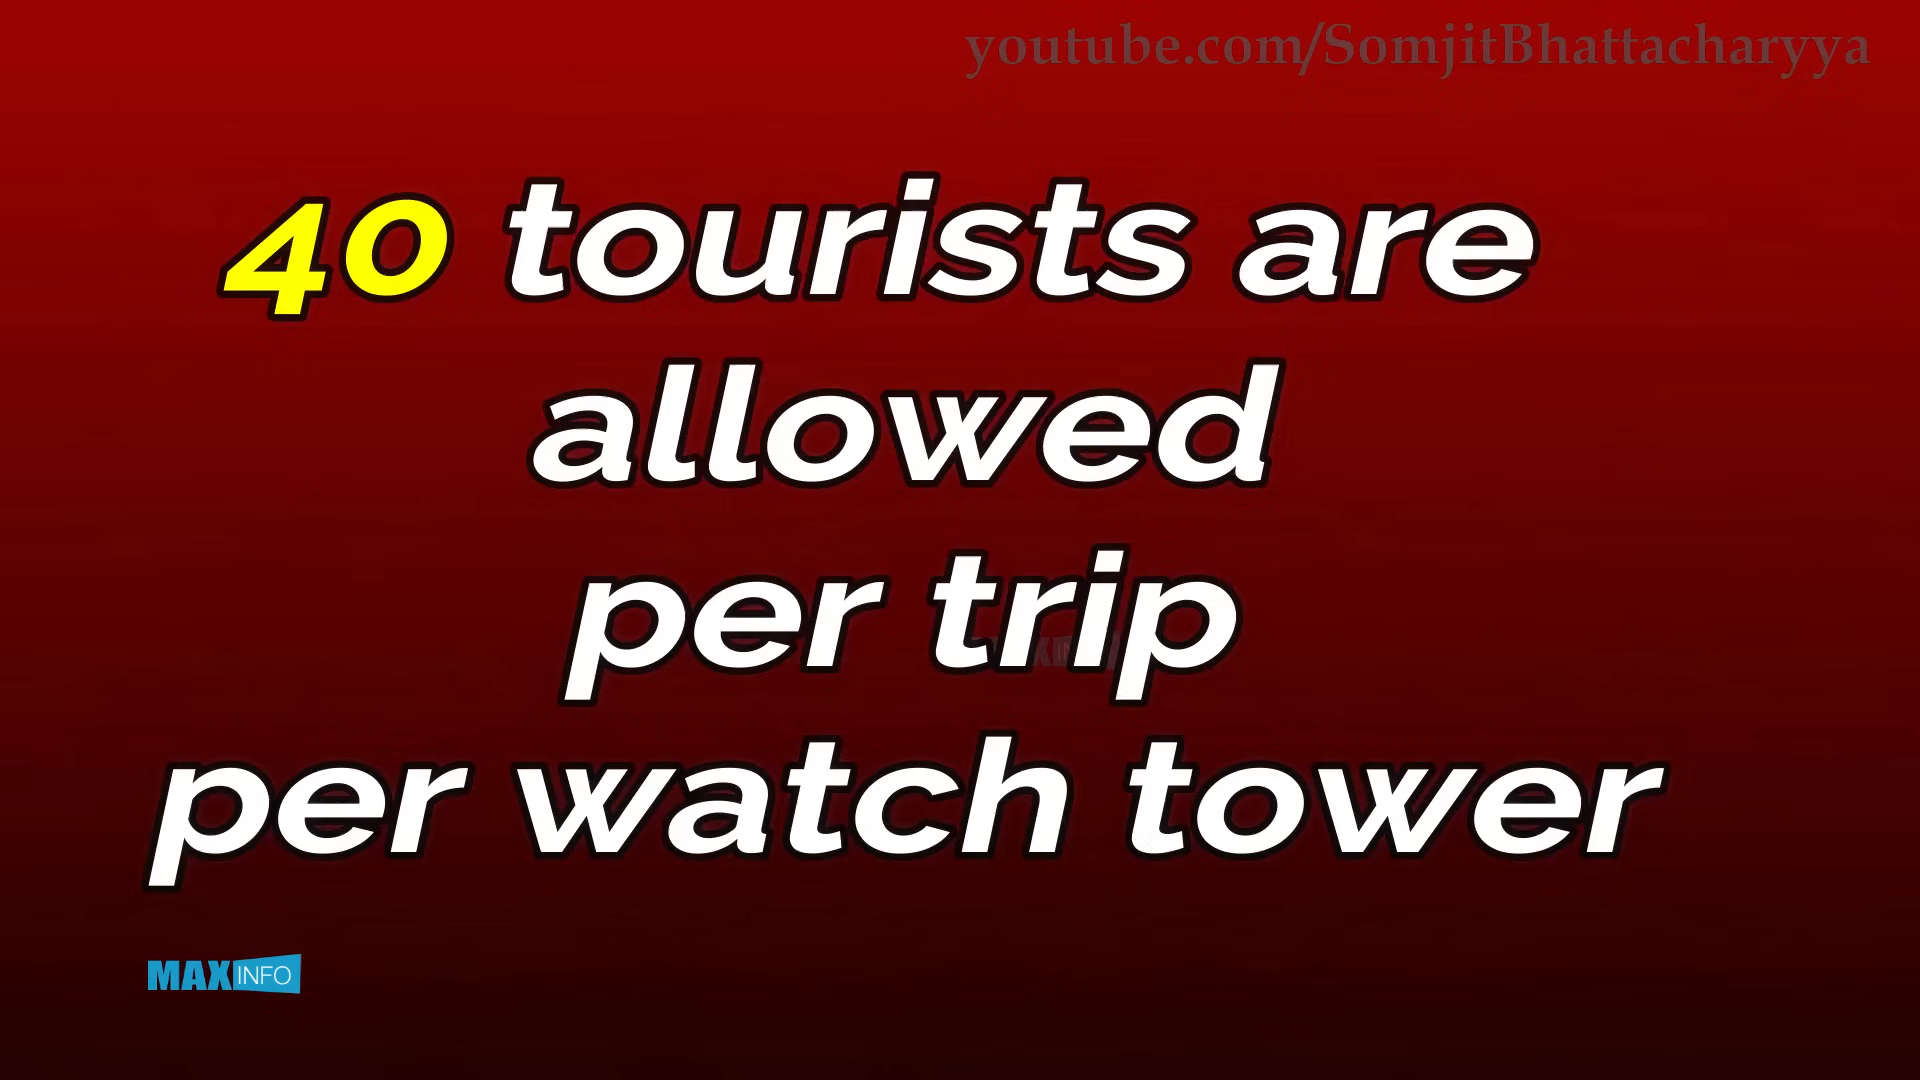 youtube.com/SomjitBhattacharyya
40 tourists are
allowed
per trip
per watch tower
MAXINFO